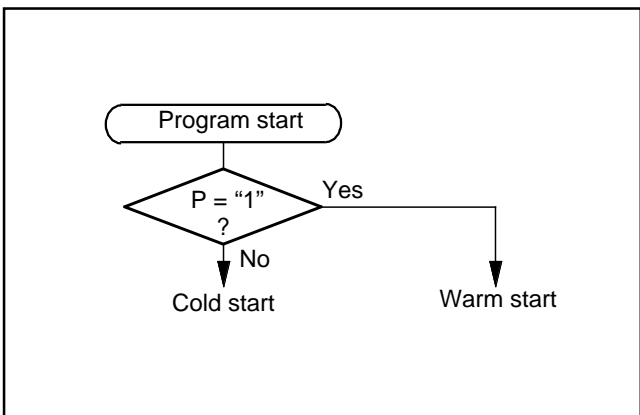 Program start
P = “1”
?
Yes
No
Cold start
Warm start